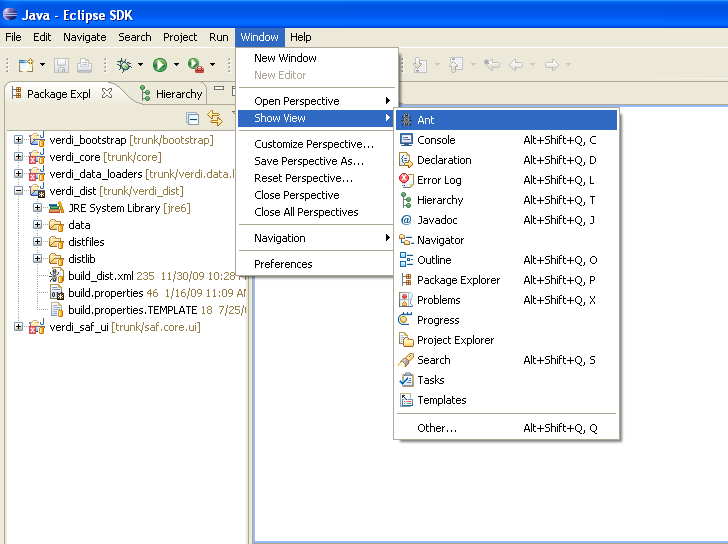 Java - Eclipse SDK
File Edit Navigate Search Project Run Window Help
Package Expl
Hierarchy
verdi_bootstrap [trunk/bootstrap]
verdi_core [trunk/core]
verdi_data_loaders [trunk/verdi.data.l
verdi_dist [trunk/verdi_dist]
JRE System Library [jre6]
data
distfiles
distlib
build_dist.xml 235 11/30/09 10:28
build.properties 46 1/16/09 11:09 AM
build.properties.TEMPLATE 18 7/25/
verdi_saf_ui [trunk/saf.core.ui]
New Window
New Editor
Open Perspective
Show View
Customize Perspective...
Save Perspective As...
Reset Perspective...
Close Perspective
Close All Perspectives
Navigation
Preferences
Ant
Console Alt+Shift+Q, C
Declaration Alt+Shift+Q, D
Error Log Alt+Shift+Q, L
Hierarchy Alt+Shift+Q, T
Javadoc Alt+Shift+Q, J
Navigator
Outline Alt+Shift+Q, O
Package Explorer Alt+Shift+Q, P
Problems Alt+Shift+Q, X
Progress
Project Explorer
Search Alt+Shift+Q, S
Tasks
Templates
Other... Alt+Shift+Q, Q